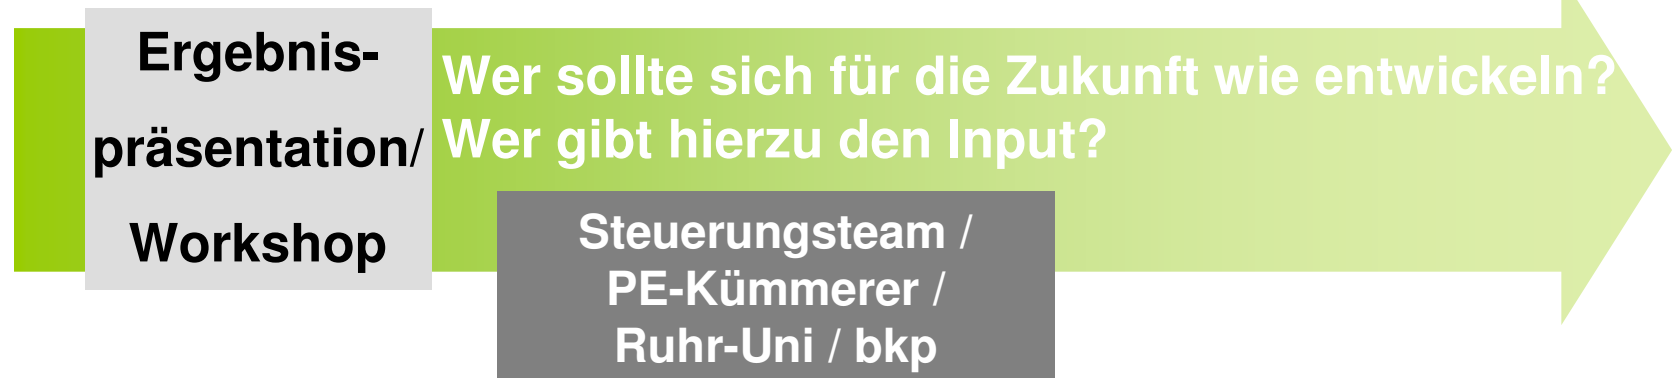 Ergebnis-
präsentation/
Workshop
Wer sollte sich für die Zukunft wie entwickeln?
Wer gibt hierzu den Input?
Steuerungsteam /
PE-Kümmerer /
Ruhr-Uni / bkp